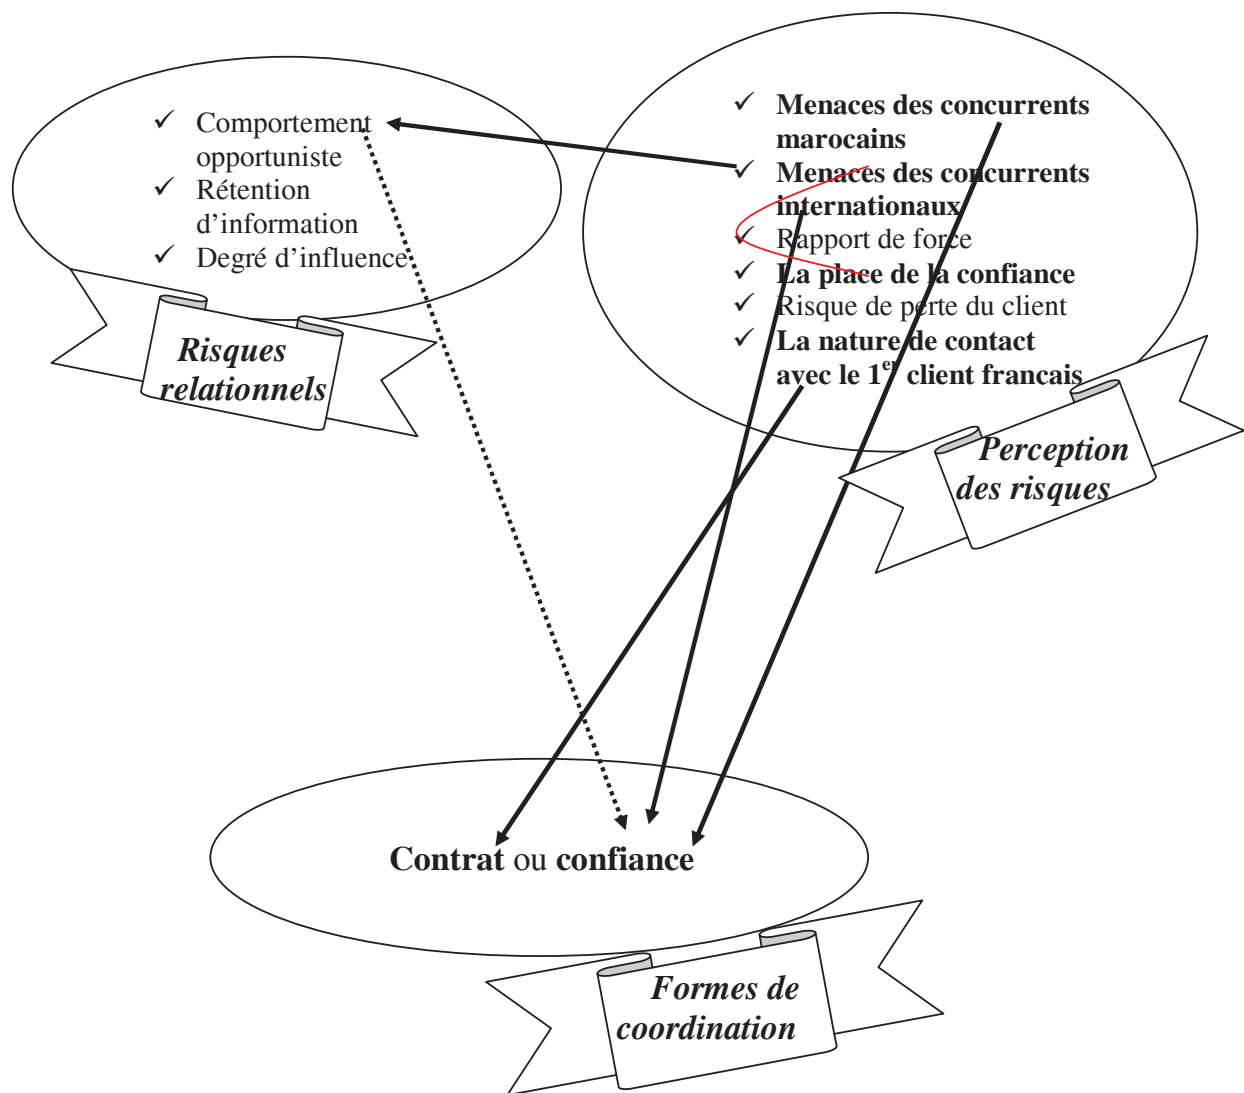 ✓ Comportement
opportuniste
✓ Rétention
d’information
✓ Degré d’influence
Risques
relationnels
✓ Menaces des concurrents
marocains
✓ Menaces des concurrents
internationaux
✓ Rapport de force
✓ La place de la confiance
✓ Risque de perte du client
✓ La nature de contact
avec le 1er client francais
Perception
des risques
Contrat ou confiance
Formes de
coordination